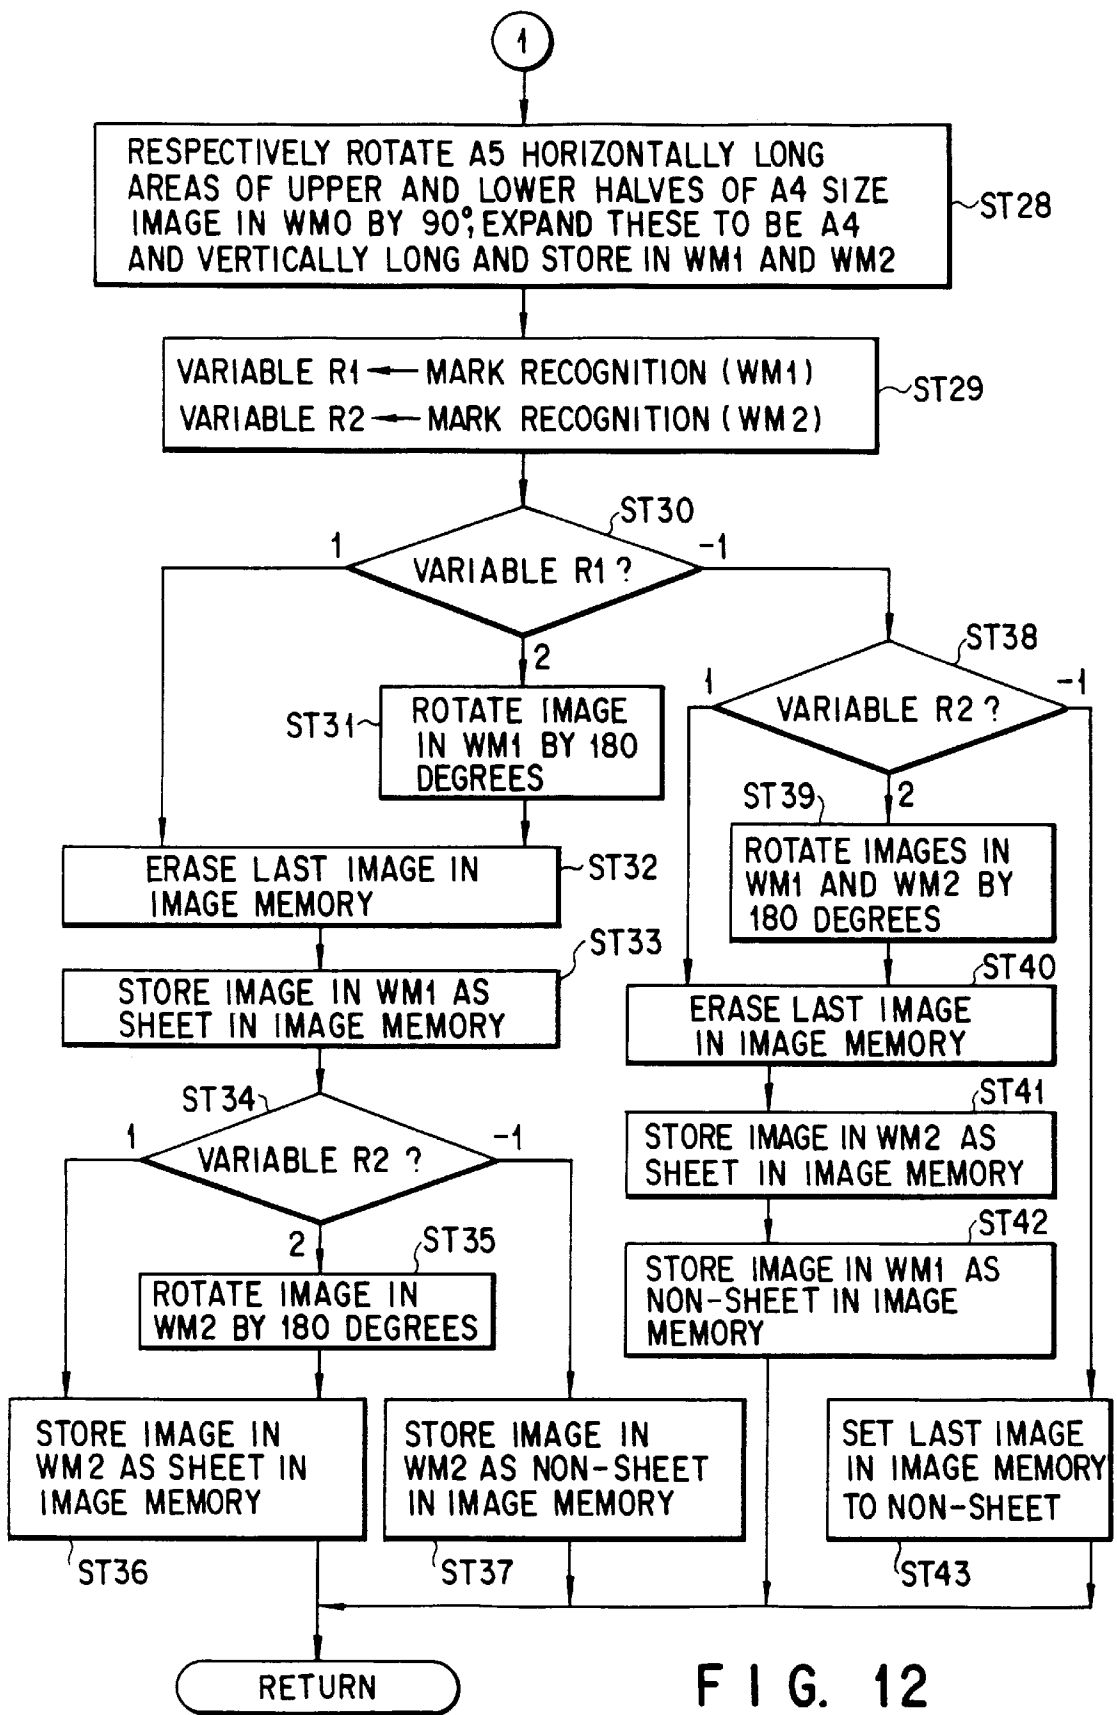 1
RESPECTIVELY ROTATE A5 HORIZONTALLY LONG
AREAS OF UPPER AND LOWER HALVES OF A4 SIZE
IMAGE IN WM0 BY 90°, EXPAND THESE TO BE A4
AND VERTICALLY LONG AND STORE IN WM1 AND WM2
ST28
VARIABLE R1 ← MARK RECOGNITION (WM1)
VARIABLE R2 ← MARK RECOGNITION (WM2)
ST29
ST30
1
VARIABLE R1 ?
-1
2
ST31
ROTATE IMAGE
IN WM1 BY 180
DEGREES
ST38
1
VARIABLE R2 ?
-1
2
ST39
ROTATE IMAGES IN
WM1 AND WM2 BY
180 DEGREES
ERASE LAST IMAGE IN
IMAGE MEMORY
ST32
ST33
STORE IMAGE IN WM1 AS
SHEET IN IMAGE MEMORY
ST40
ERASE LAST IMAGE
IN IMAGE MEMORY
ST34
1
VARIABLE R2 ?
-1
2
ST41
STORE IMAGE IN WM2 AS
SHEET IN IMAGE MEMORY
ST35
ROTATE IMAGE IN
WM2 BY 180 DEGREES
ST42
STORE IMAGE IN WM1 AS
NON-SHEET IN IMAGE
MEMORY
STORE IMAGE IN
WM2 AS SHEET IN
IMAGE MEMORY
ST36
STORE IMAGE IN
WM2 AS NON-SHEET
IN IMAGE MEMORY
ST37
SET LAST IMAGE
IN IMAGE MEMORY
TO NON-SHEET
ST43
RETURN
FIG. 12